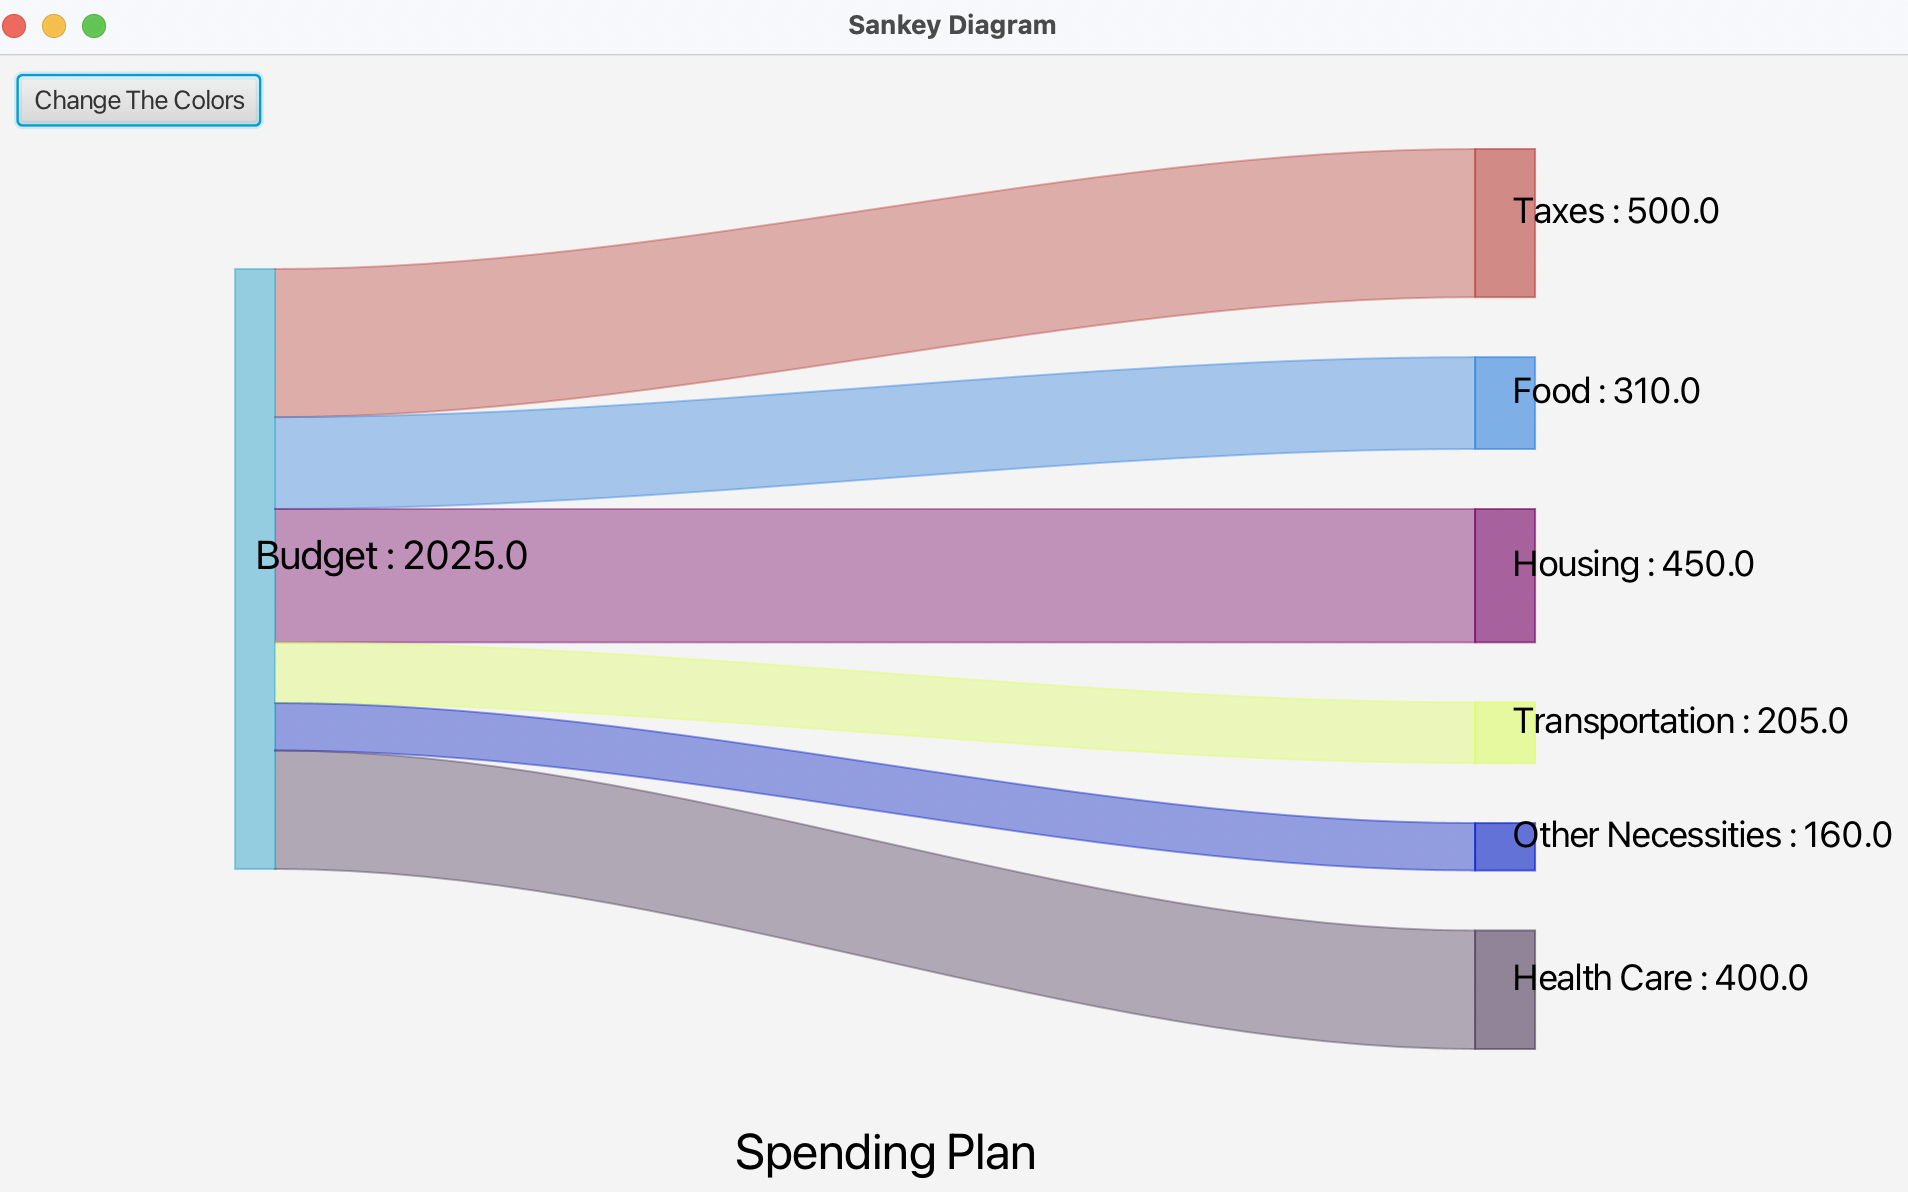 Sankey Diagram
Change The Colors
Taxes : 500.0
Food : 310.0
Budget : 2025.0
Housing : 450.0
Transportation : 205.0
Other Necessities : 160.0
Health Care : 400.0
Spending Plan